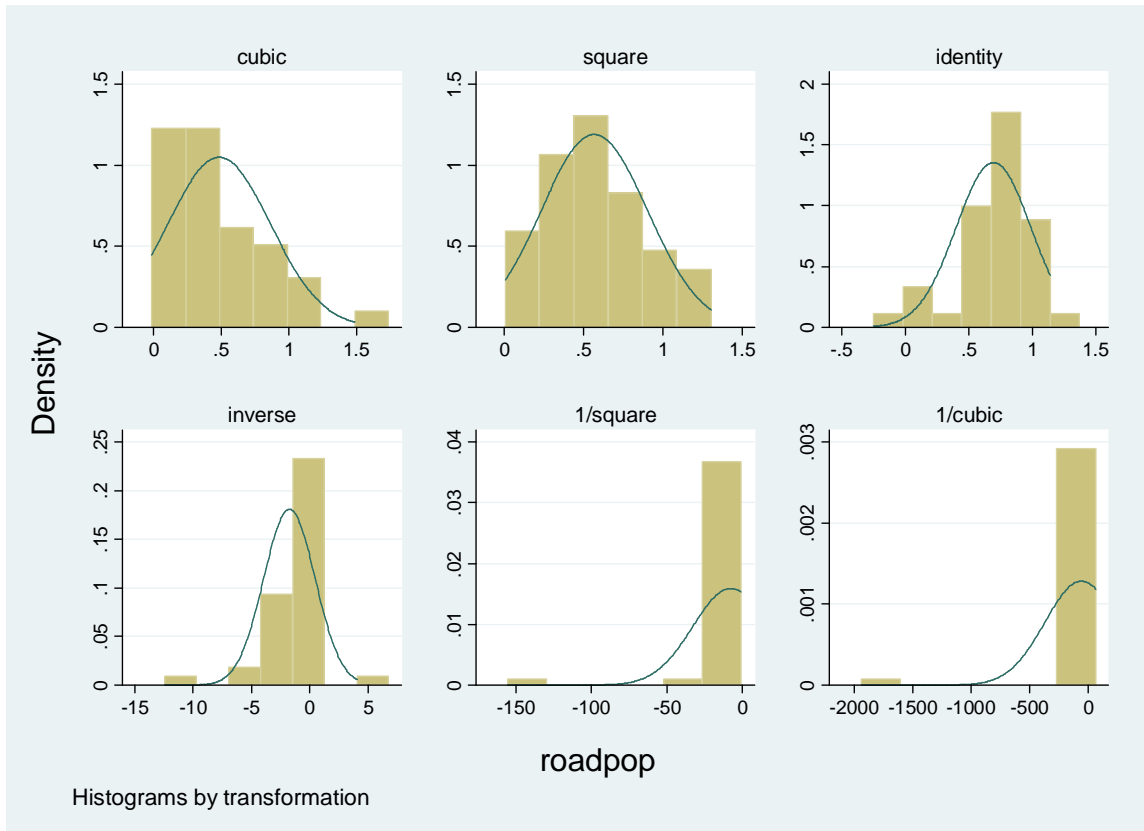 cubic square identity
1.5 1.5 2
1.5
1 1
1
.5 .5
.5
0 0 0
0 .5 1 1.5 0 .5 1 1.5 -.5 0 .5 1 1.5
Density
inverse 1/square 1/cubic
.25 .04 .003
.2
.03
.002
.15
.02
.1
.001
.01
.05
0 0 0
-15 -10 -5 0 5 -150 -100 -50 0 -2000 -1500 -1000 -500 0
roadpop
Histograms by transformation